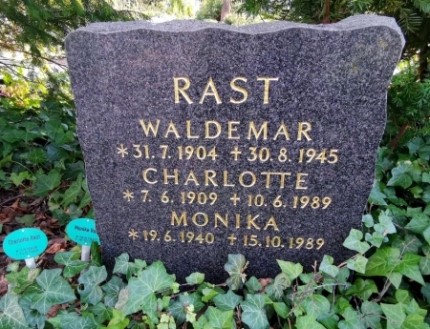 RAST
WALDEMAR
* 31. 7. 1904 † 30. 8. 1945
CHARLOTTE
* 7. 6. 1909 † 10. 6. 1989
MONIKA
* 19. 6. 1940 † 15. 10. 1989